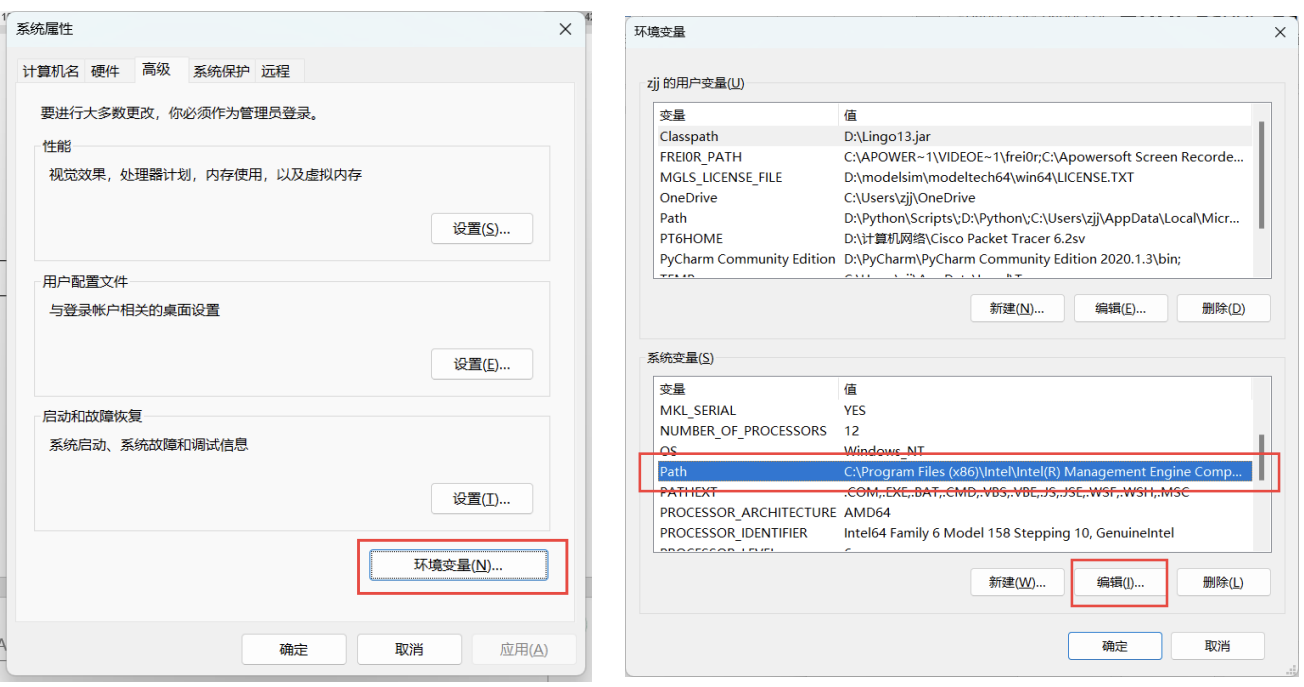 系统属性
计算机名 硬件 高级 系统保护 远程
要进行大多数更改，你必须作为管理员登录。
性能
视觉效果，处理器计划，内存使用，以及虚拟内存
设置(S)...
用户配置文件
与登录帐户相关的桌面设置
设置(E)...
启动和故障恢复
系统启动、系统故障和调试信息
设置(T)...
环境变量(N)...
确定 取消 应用(A)
环境变量
zjj 的用户变量(U)
变量 值
Classpath D:\Lingo13.jar
FREI0R_PATH C:\APOWER~1\VIDEOE~1\frei0r;C:\Apowersoft Screen Recorde...
MGLS_LICENSE_FILE D:\modelsim\modeltech64\win64\LICENSE.TXT
OneDrive C:\Users\zjj\OneDrive
Path D:\Python\Scripts\;D:\Python\;C:\Users\zjj\AppData\Local\Micr...
PT6HOME D:\计算机网络\Cisco Packet Tracer 6.2sv
PyCharm Community Edition D:\PyCharm\PyCharm Community Edition 2020.1.3\bin;
新建(N)... 编辑(E)... 删除(D)
系统变量(S)
变量 值
MKL_SERIAL YES
NUMBER_OF_PROCESSORS 12
OS Windows_NT
Path C:\Program Files (x86)\Intel\Intel(R) Management Engine Comp...
PATHEXT .COM;.EXE;.BAT;.CMD;.VBS;.VBE;.JS;.JSE;.WSF;.WSH;.MSC
PROCESSOR_ARCHITECTURE AMD64
PROCESSOR_IDENTIFIER Intel64 Family 6 Model 158 Stepping 10, GenuineIntel
新建(W)... 编辑(I)... 删除(L)
确定 取消